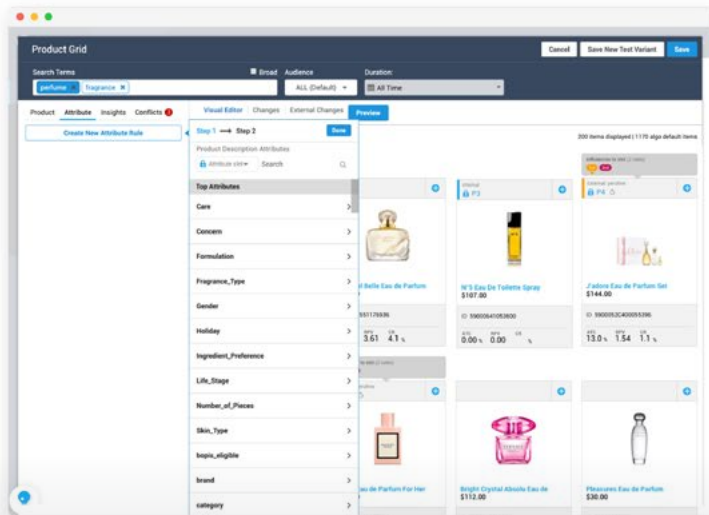 Product Grid
Cancel
Save New Test Variant
Save
Search Terms
Broad
Audience
Duration:
perfume ×
fragrance ×
ALL (Default)
All Time
Product
Attribute
Insights
Conflicts
Visual Editor
Changes
External Changes
Preview
Create New Attribute Rule
Step 1 → Step 2
Done
200 items displayed | 1170 algo default items
Product Description Attributes
Search
Top Attributes
Care
Concern
Formulation
Fragrance_Type
Gender
Holiday
Ingredient_Preference
Life_Stage
Number_of_Pieces
Skin_Type
bopis_eligible
brand
category
P3
P4
Belle Eau de Parfum
N°5 Eau De Toilette Spray
$107.00
J'adore Eau de Parfum Set
$144.00
3.61 4.1 %
0.00 % 0.00 %
13.0 % 1.54 1.1 %
au de Parfum For Her
Bright Crystal Absolu Eau de
$112.00
Pleasures Eau de Parfum
$30.00